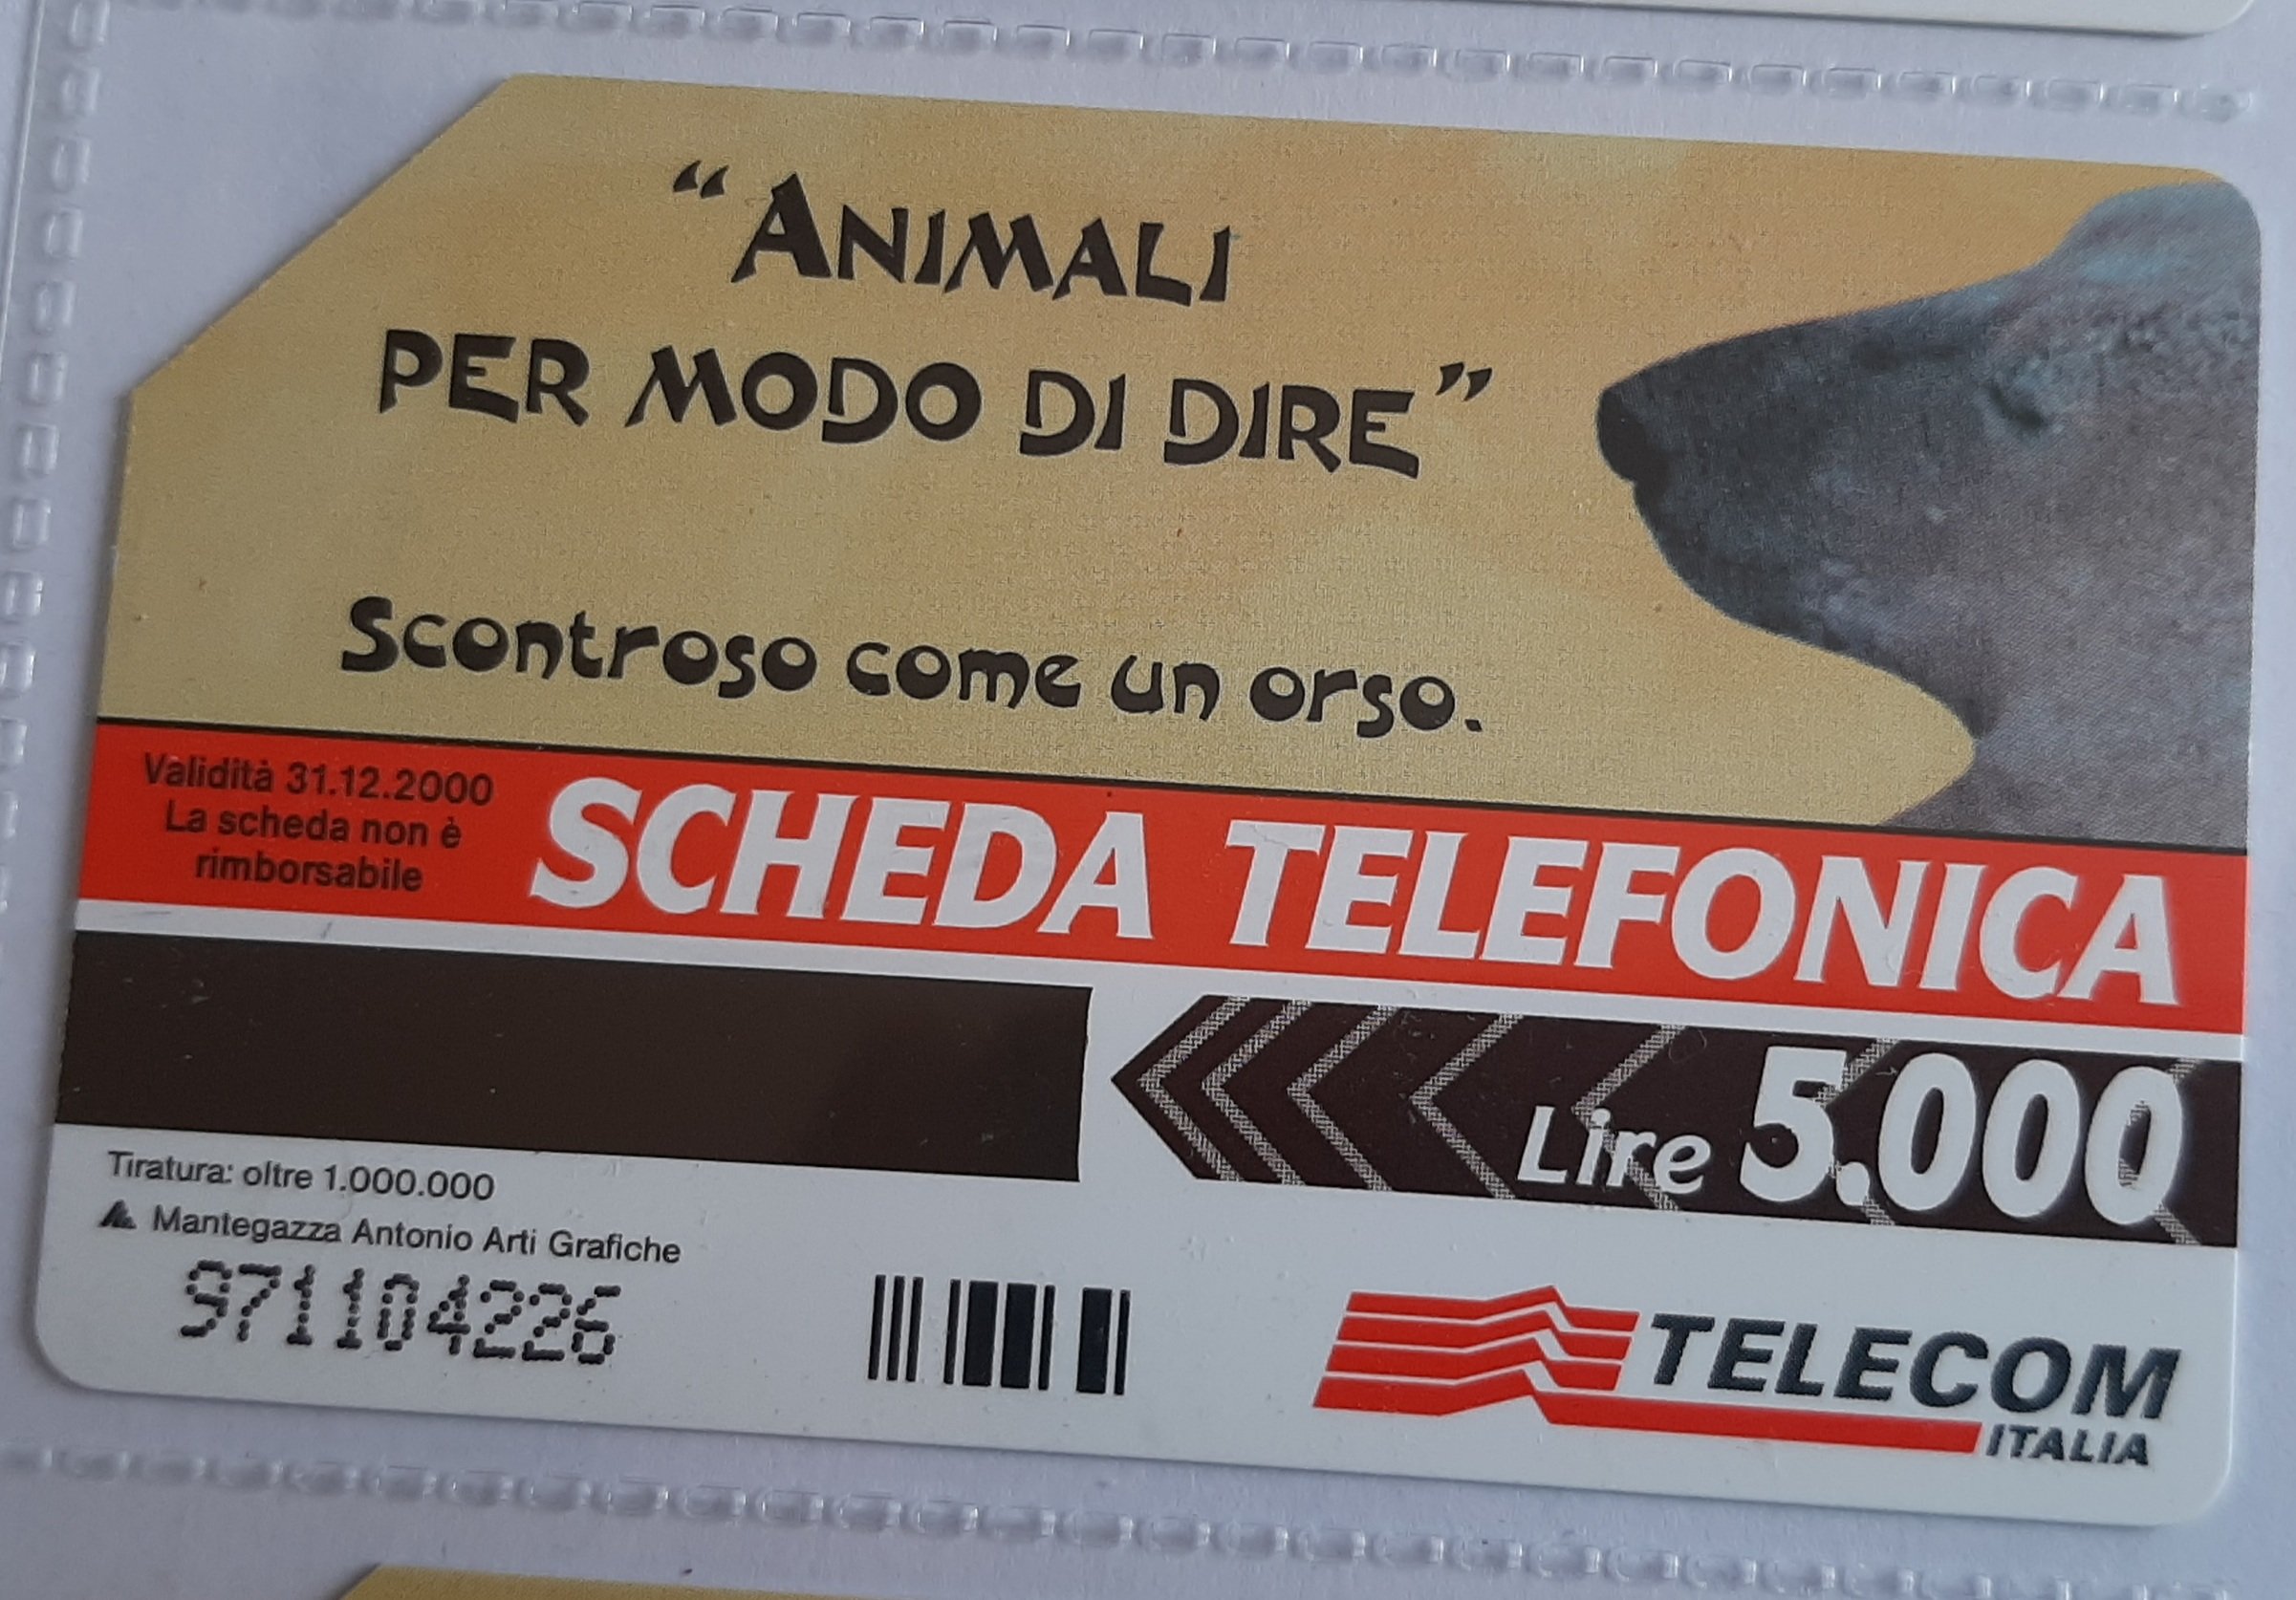 “ANIMALI
PER MODO DI DIRE”
Scontroso come un orso.
Validità 31.12.2000
La scheda non è
rimborsabile
SCHEDA TELEFONICA
Lire 5.000
Tiratura: oltre 1.000.000
Mantegazza Antonio Arti Grafiche
971104226
TELECOM
ITALIA